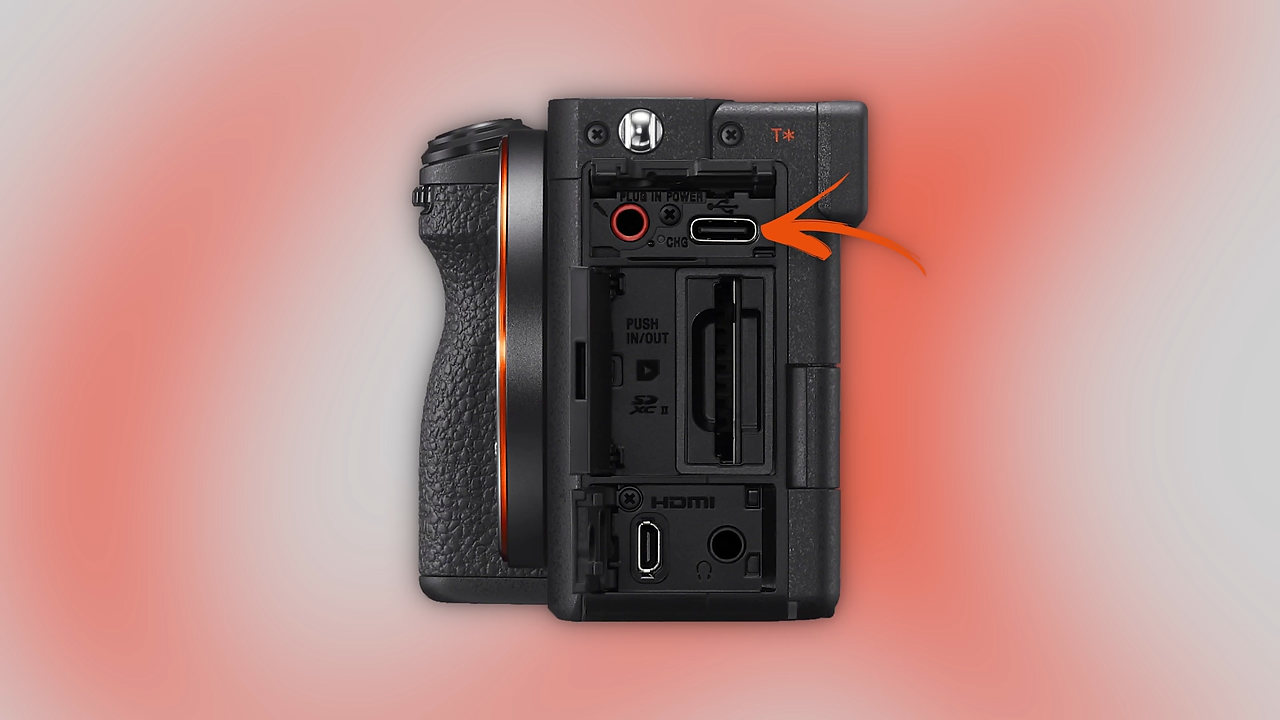 T*
PLUG IN POWER
CHG
PUSH
IN/OUT
SD
XC II
HDMI